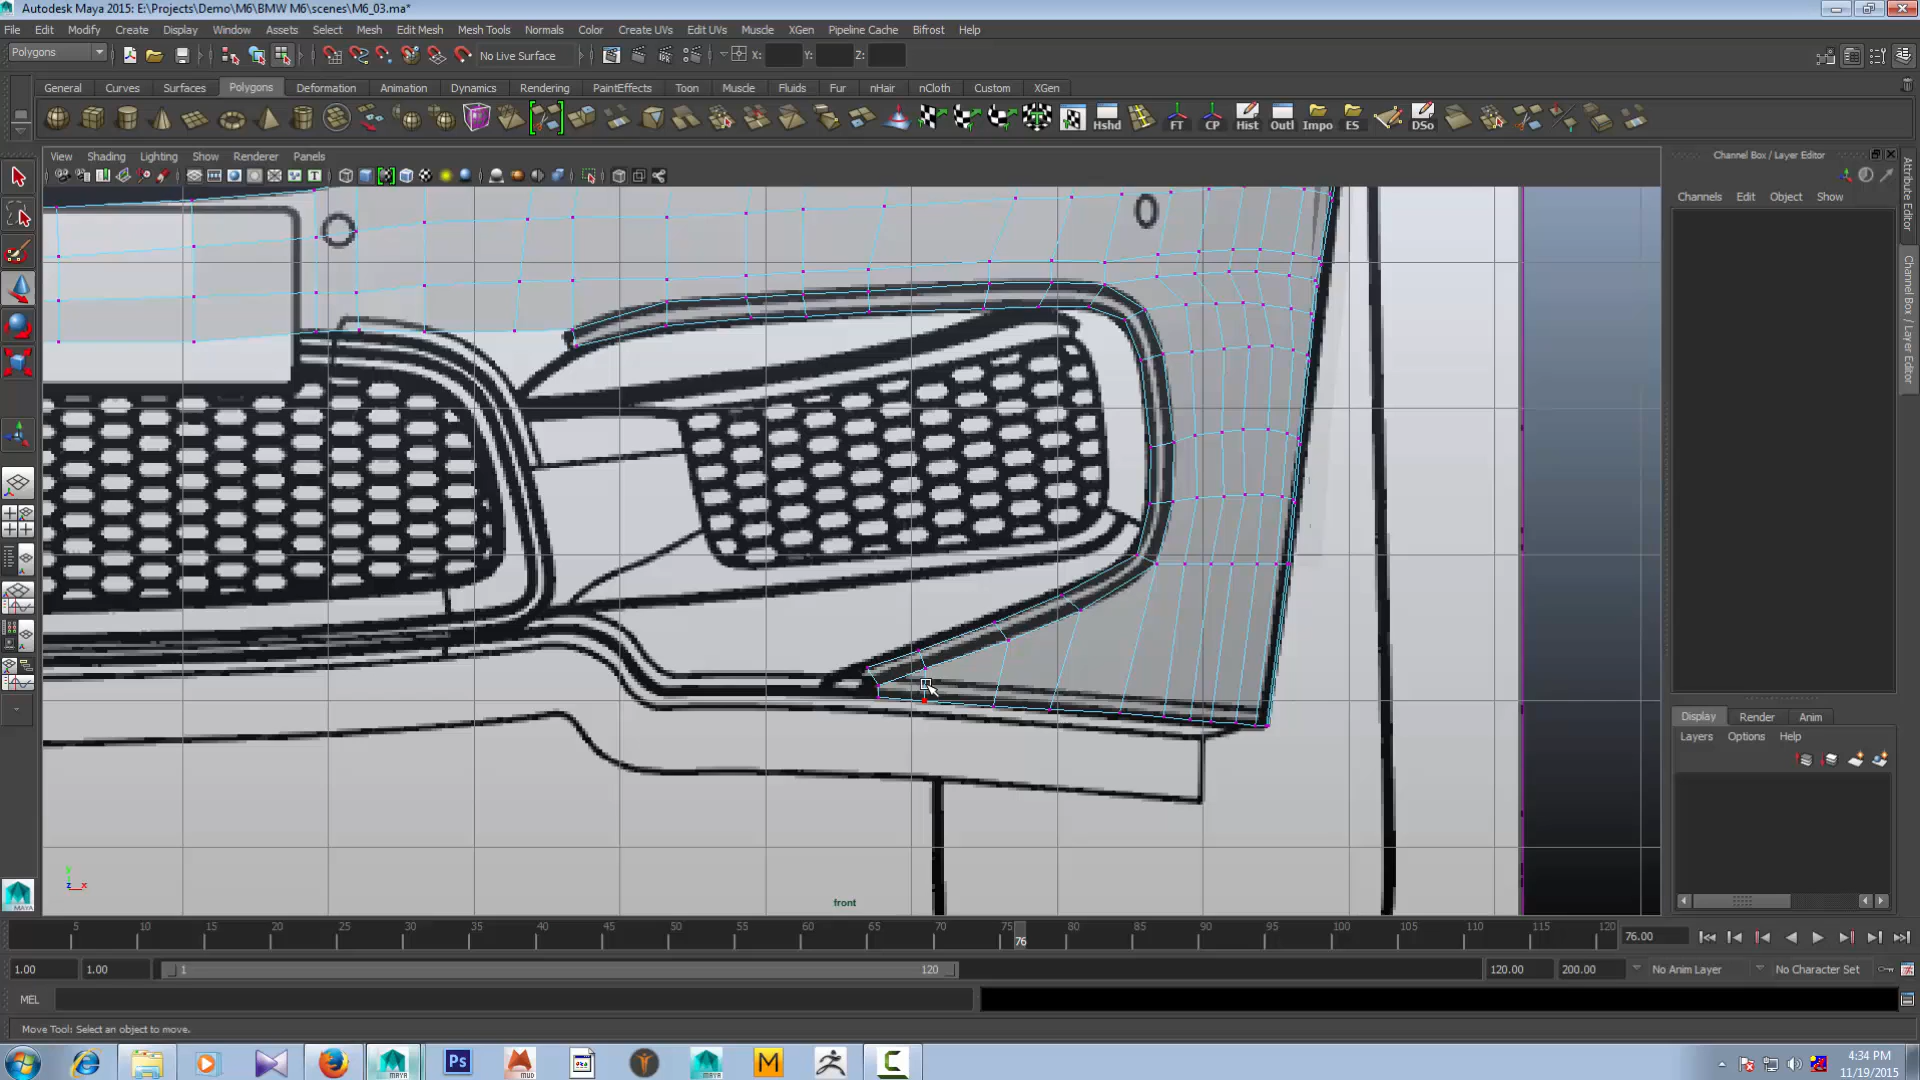 Autodesk Maya 2015: E:\Projects\Demo\M6\BMW M6\scenes\M6_03.ma*
File Edit Modify Create Display Window Assets Select Mesh Edit Mesh Mesh Tools Normals Color Create UVs Edit UVs Muscle XGen Pipeline Cache Bifrost Help
Polygons No Live Surface X: Y: Z:
General Curves Surfaces Polygons Deformation Animation Dynamics Rendering PaintEffects Toon Muscle Fluids Fur nHair nCloth Custom XGen
Hshd FT CP Hist Outl Impo ES DSo
View Shading Lighting Show Renderer Panels
Channel Box / Layer Editor
Channels Edit Object Show
Attribute Editor
Channel Box / Layer Editor
Display Render Anim
Layers Options Help
y
z x
front
5 10 15 20 25 30 35 40 45 50 55 60 65 70 75 80 85 90 95 100 105 110 115 120
76
76.00
1.00 1.00 1 120 120.00 200.00 No Anim Layer No Character Set
MEL
Move Tool: Select an object to move.
Ps M
4:34 PM
11/19/2015